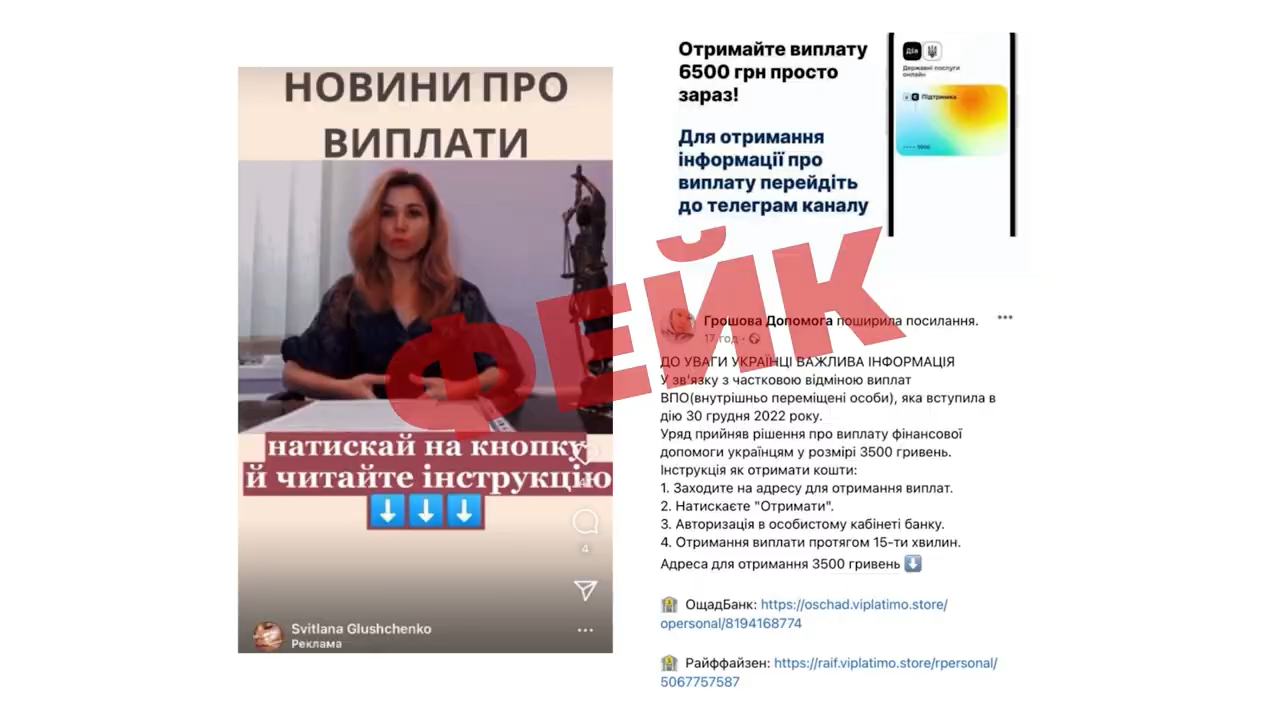 НОВИНИ ПРО
ВИПЛАТИ
натискай на кнопку
й читайте інструкцію
4
Svitlana Glushchenko
Реклама
Отримайте виплату
6500 грн просто
зараз!
Для отримання
інформації про
виплату перейдіть
до телеграм каналу
Дія
Державні послуги
онлайн
Підтримка
ФЕЙК
Грошова Допомога поширила посилання.
17 год
ДО УВАГИ УКРАЇНЦІ ВАЖЛИВА ІНФОРМАЦІЯ
У зв'язку з частковою відміною виплат
ВПО(внутрішньо переміщені особи), яка вступила в
дію 30 грудня 2022 року.
Уряд прийняв рішення про виплату фінансової
допомоги українцям у розмірі 3500 гривень.
Інструкція як отримати кошти:
1. Заходите на адресу для отримання виплат.
2. Натискаєте "Отримати".
3. Авторизація в особистому кабінеті банку.
4. Отримання виплати протягом 15-ти хвилин.
Адреса для отримання 3500 гривень
ОщадБанк: https://oschad.viplatimo.store/
opersonal/8194168774
Райффайзен: https://raif.viplatimo.store/rpersonal/
5067757587